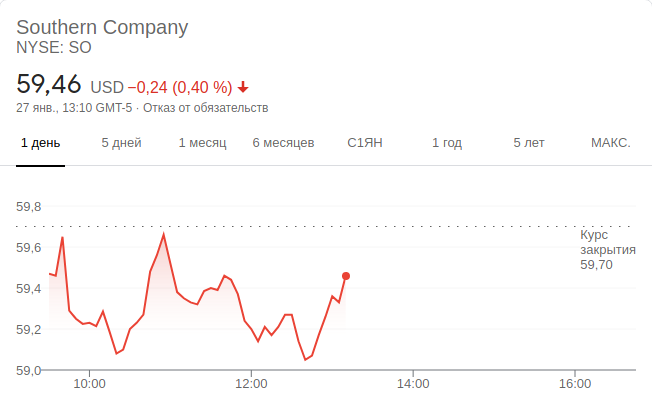 Southern Company
NYSE: SO
59,46 USD −0,24 (0,40 %)
27 янв., 13:10 GMT-5 · Отказ от обязательств
1 день 5 дней 1 месяц 6 месяцев С1ЯН 1 год 5 лет МАКС.
59,8
59,6
59,4
59,2
59,0
Курс
закрытия
59,70
10:00 12:00 14:00 16:00